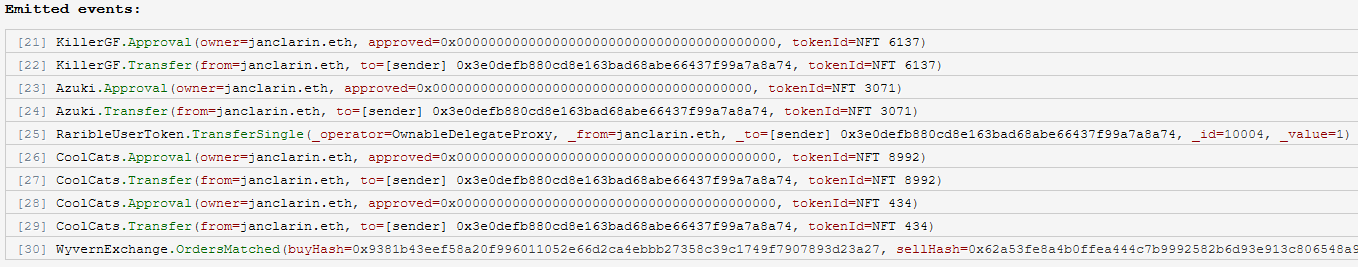 Emitted events:
[21] KillerGF.Approval(owner=janclarin.eth, approved=0x0000000000000000000000000000000000000000, tokenId=NFT 6137)
[22] KillerGF.Transfer(from=janclarin.eth, to=[sender] 0x3e0defb880cd8e163bad68abe66437f99a7a8a74, tokenId=NFT 6137)
[23] Azuki.Approval(owner=janclarin.eth, approved=0x0000000000000000000000000000000000000000, tokenId=NFT 3071)
[24] Azuki.Transfer(from=janclarin.eth, to=[sender] 0x3e0defb880cd8e163bad68abe66437f99a7a8a74, tokenId=NFT 3071)
[25] RaribleUserToken.TransferSingle(_operator=OwnableDelegateProxy, _from=janclarin.eth, _to=[sender] 0x3e0defb880cd8e163bad68abe66437f99a7a8a74, _id=10004, _value=1)
[26] CoolCats.Approval(owner=janclarin.eth, approved=0x0000000000000000000000000000000000000000, tokenId=NFT 8992)
[27] CoolCats.Transfer(from=janclarin.eth, to=[sender] 0x3e0defb880cd8e163bad68abe66437f99a7a8a74, tokenId=NFT 8992)
[28] CoolCats.Approval(owner=janclarin.eth, approved=0x0000000000000000000000000000000000000000, tokenId=NFT 434)
[29] CoolCats.Transfer(from=janclarin.eth, to=[sender] 0x3e0defb880cd8e163bad68abe66437f99a7a8a74, tokenId=NFT 434)
[30] WyvernExchange.OrdersMatched(buyHash=0x9381b43eef58a20f996011052e66d2ca4ebbb27358c39c1749f7907893d23a27, sellHash=0x62a53fe8a4b0ffea444c7b9992582b6d93e913c806548a9